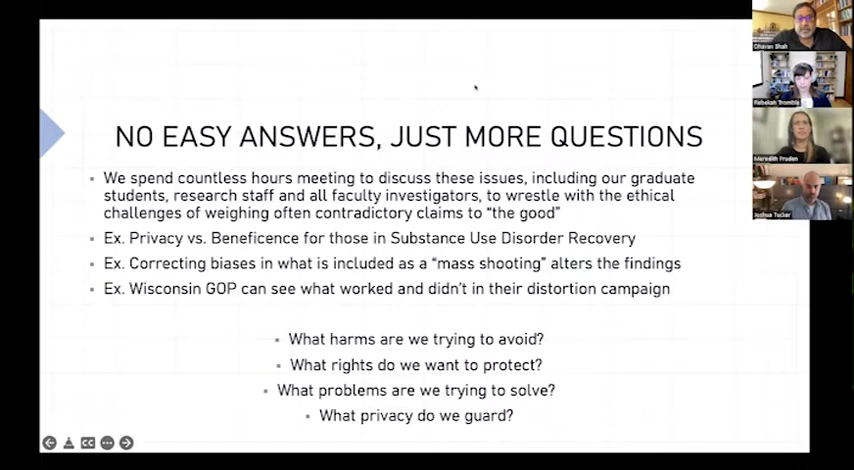 NO EASY ANSWERS, JUST MORE QUESTIONS
We spend countless hours meeting to discuss these issues, including our graduate
students, research staff and all faculty investigators, to wrestle with the ethical
challenges of weighing often contradictory claims to “the good”
Ex. Privacy vs. Beneficence for those in Substance Use Disorder Recovery
Ex. Correcting biases in what is included as a “mass shooting” alters the findings
Ex. Wisconsin GOP can see what worked and didn’t in their distortion campaign
What harms are we trying to avoid?
What rights do we want to protect?
What problems are we trying to solve?
What privacy do we guard?
CC
Dhavan Shah
Rebekah Tromble
Meredith Pruden
Joshua Tucker